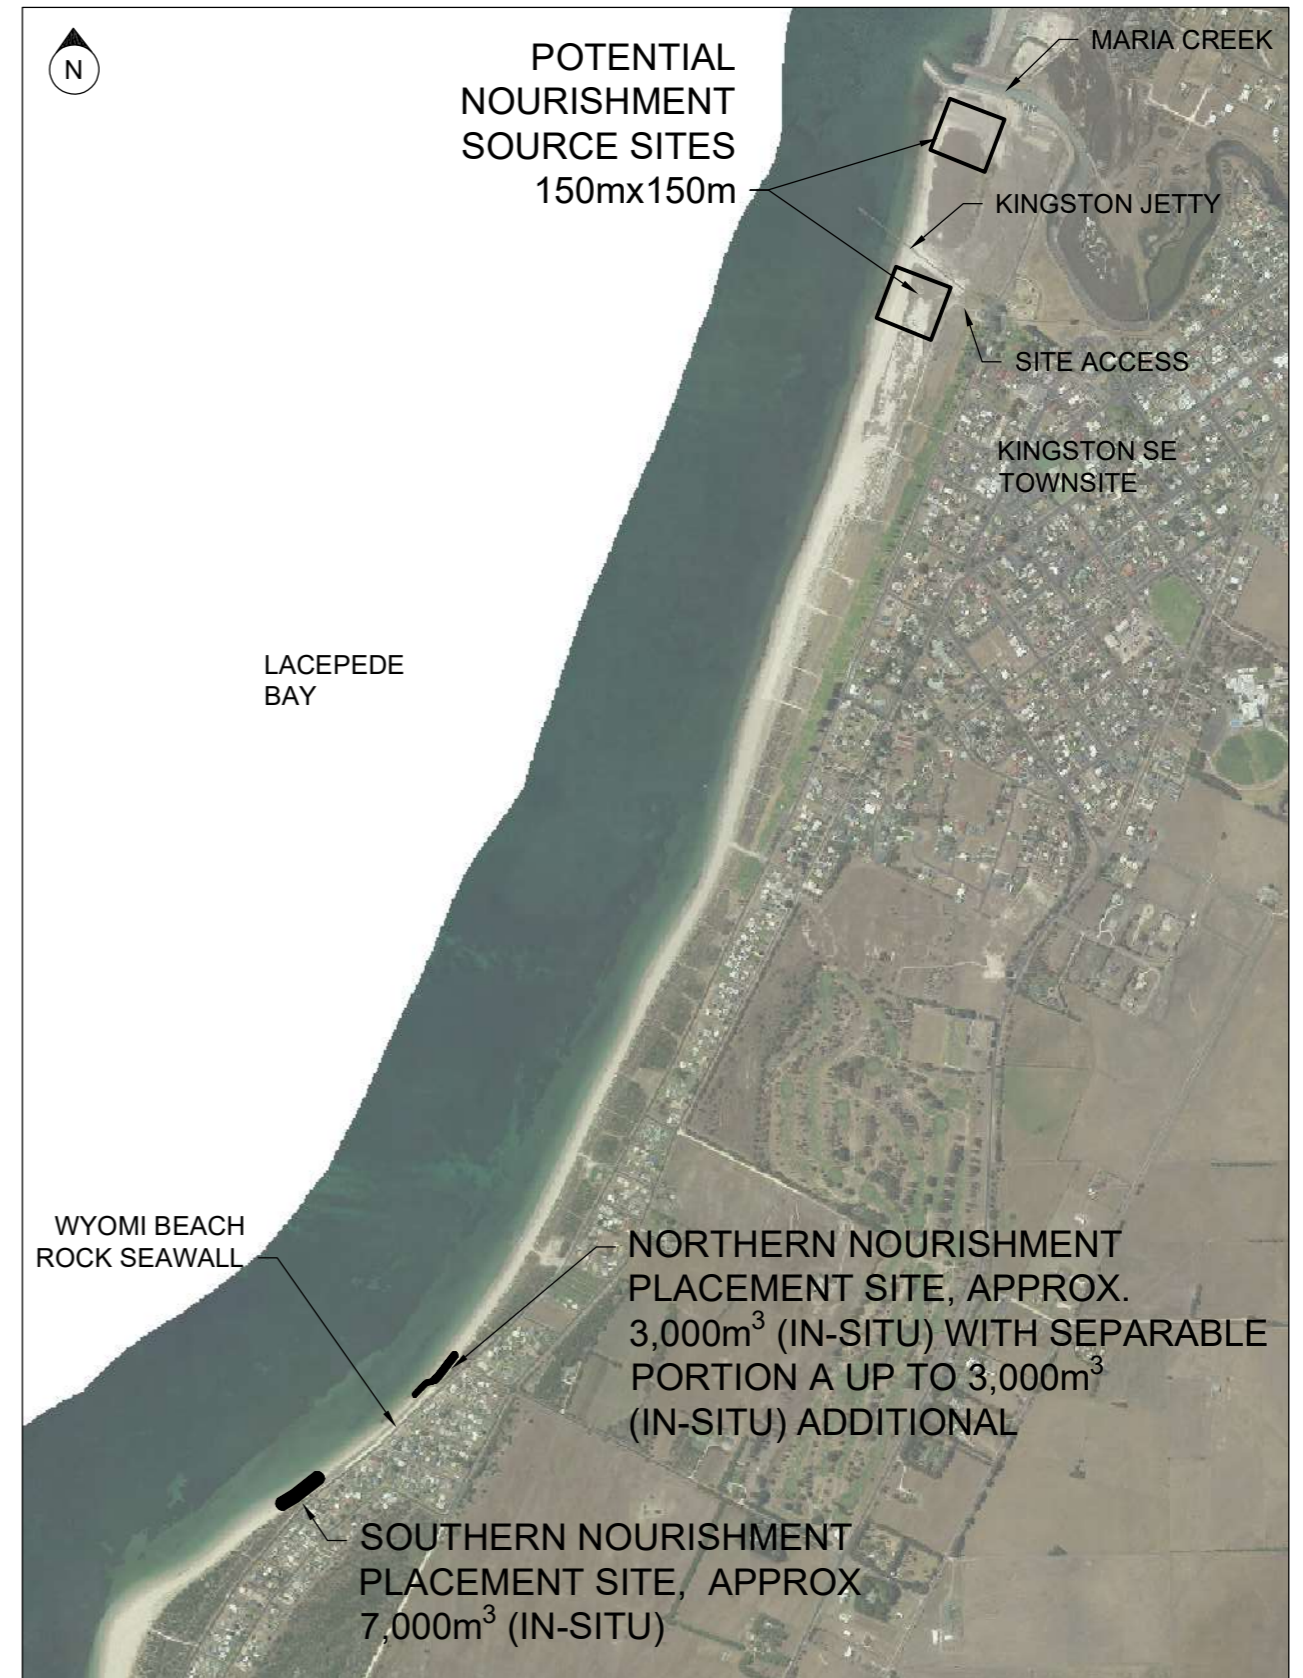 N
POTENTIAL
NOURISHMENT
SOURCE SITES
150mx150m
MARIA CREEK
KINGSTON JETTY
SITE ACCESS
KINGSTON SE
TOWNSITE
LACEPEDE
BAY
WYOMI BEACH
ROCK SEAWALL
NORTHERN NOURISHMENT
PLACEMENT SITE, APPROX.
3,000m³ (IN-SITU) WITH SEPARABLE
PORTION A UP TO 3,000m³
(IN-SITU) ADDITIONAL
SOUTHERN NOURISHMENT
PLACEMENT SITE, APPROX
7,000m³ (IN-SITU)